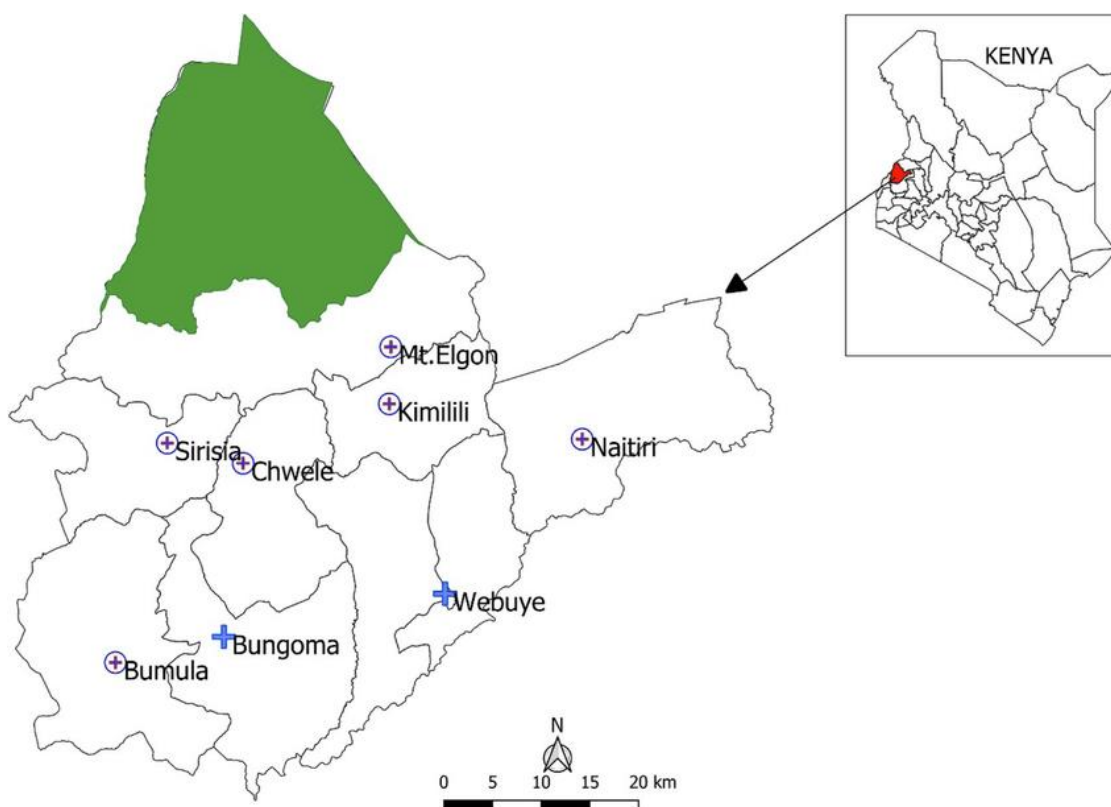 KENYA
Mt.Elgon
Kimilili
Sirisia
Naitiri
Chwele
Webuye
Bungoma
Bumula
N
0 5 10 15 20 km